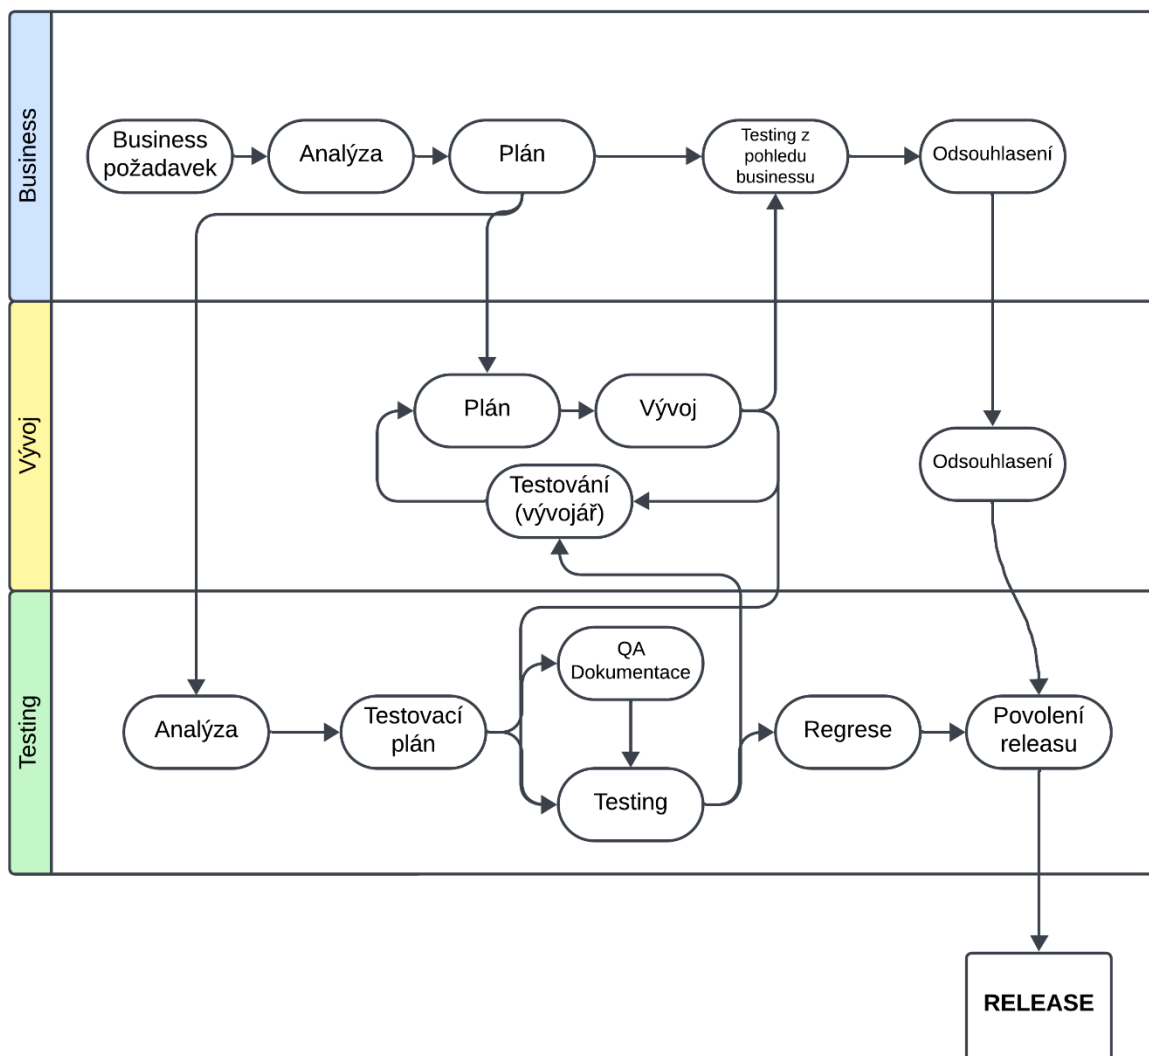 Business
Business
požadavek
Analýza
Plán
Testing z
pohledu
businessu
Odsouhlasení
Vývoj
Plán
Vývoj
Testování
(vývojář)
Odsouhlasení
Testing
Analýza
Testovací
plán
QA
Dokumentace
Testing
Regrese
Povolení
releasu
RELEASE